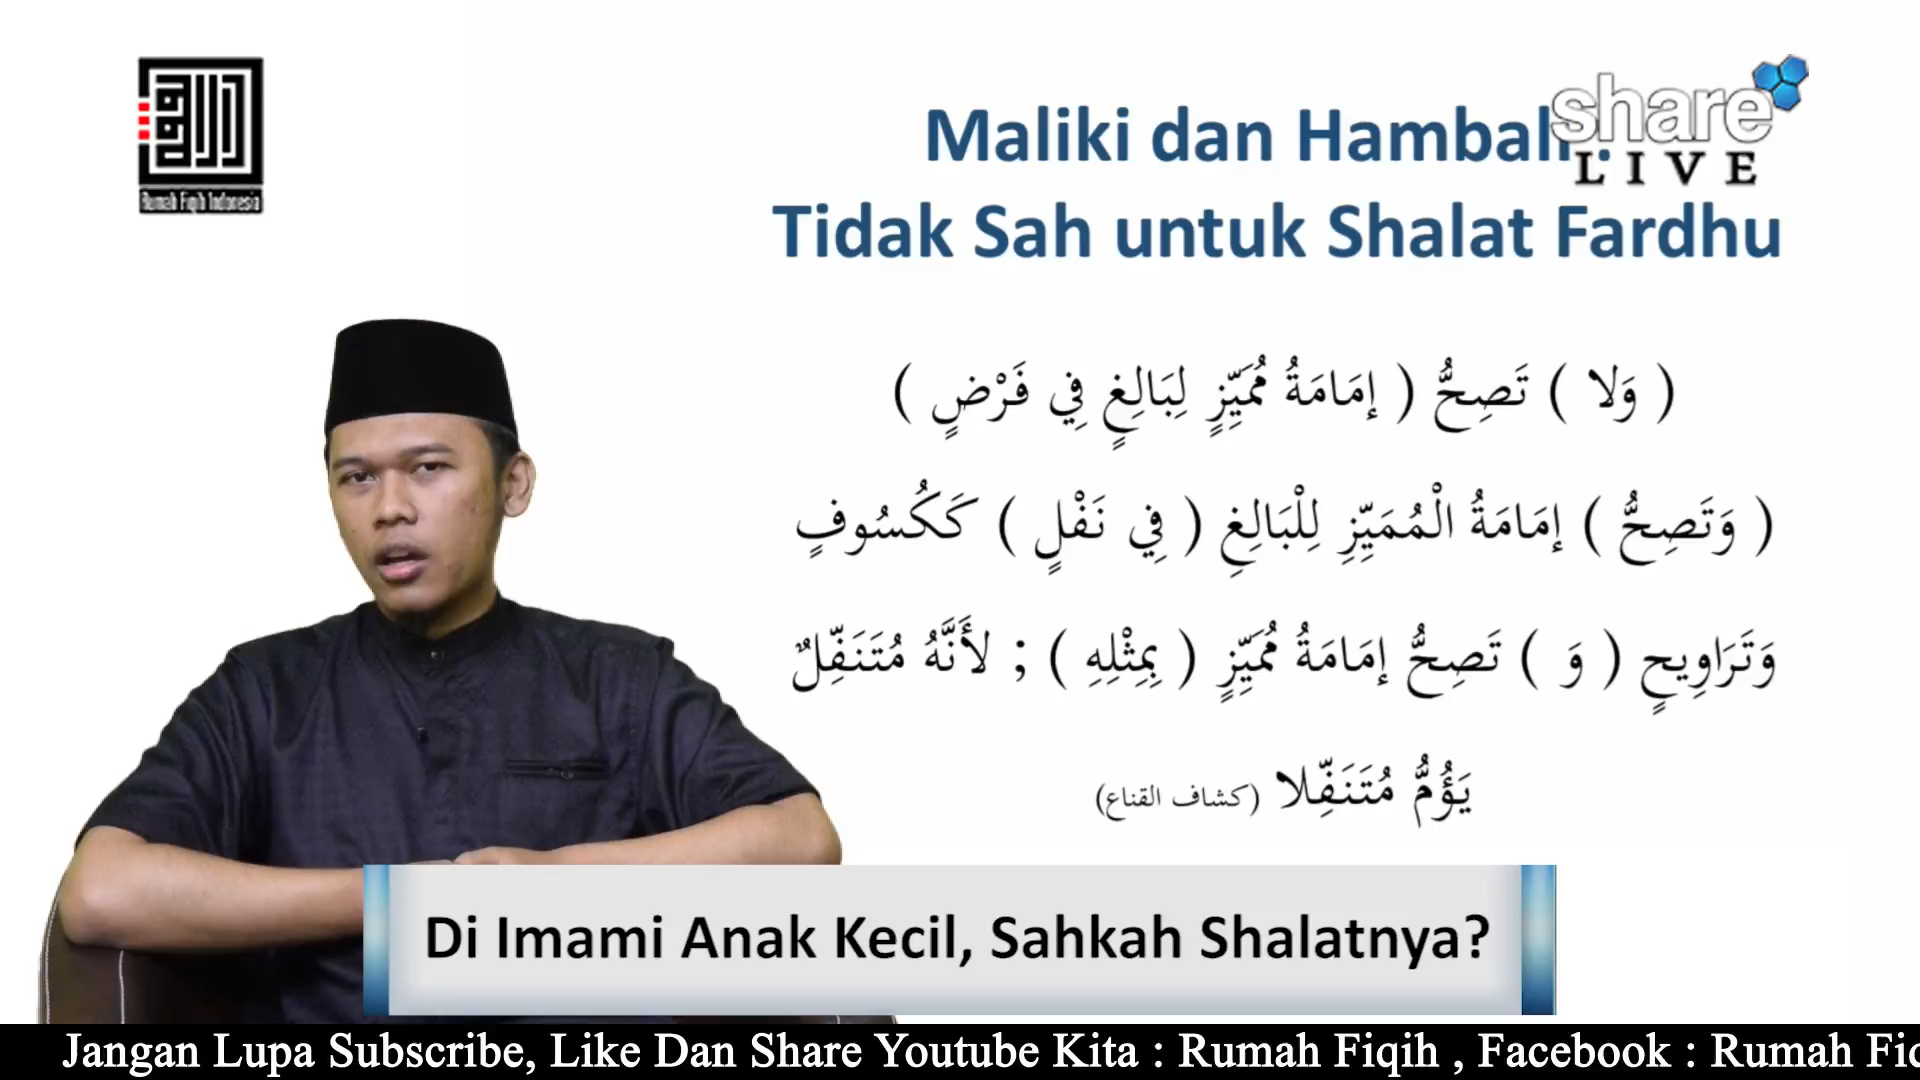 Rumah Fiqih Indonesia
share
LIVE
Maliki dan Hambali :
Tidak Sah untuk Shalat Fardhu
( وَلا ) تَصِحُّ ( إمَامَةُ مُمَيِّزٍ لِبَالِغٍ فِي فَرْضٍ )
( وَتَصِحُّ ) إمَامَةُ الْمُمَيِّزِ لِلْبَالِغِ ( فِي نَفْلٍ ) كَكُسُوفٍ
وَتَرَاوِيحٍ ( وَ ) تَصِحُّ إمَامَةُ مُمَيِّزٍ ( بِمِثْلِهِ ) ; لأَنَّهُ مُتَنَفِّلٌ
يَؤُمُّ مُتَنَفِّلا (كشاف القناع)
Di Imami Anak Kecil, Sahkah Shalatnya?
Jangan Lupa Subscribe, Like Dan Share Youtube Kita : Rumah Fiqih , Facebook : Rumah Fiq